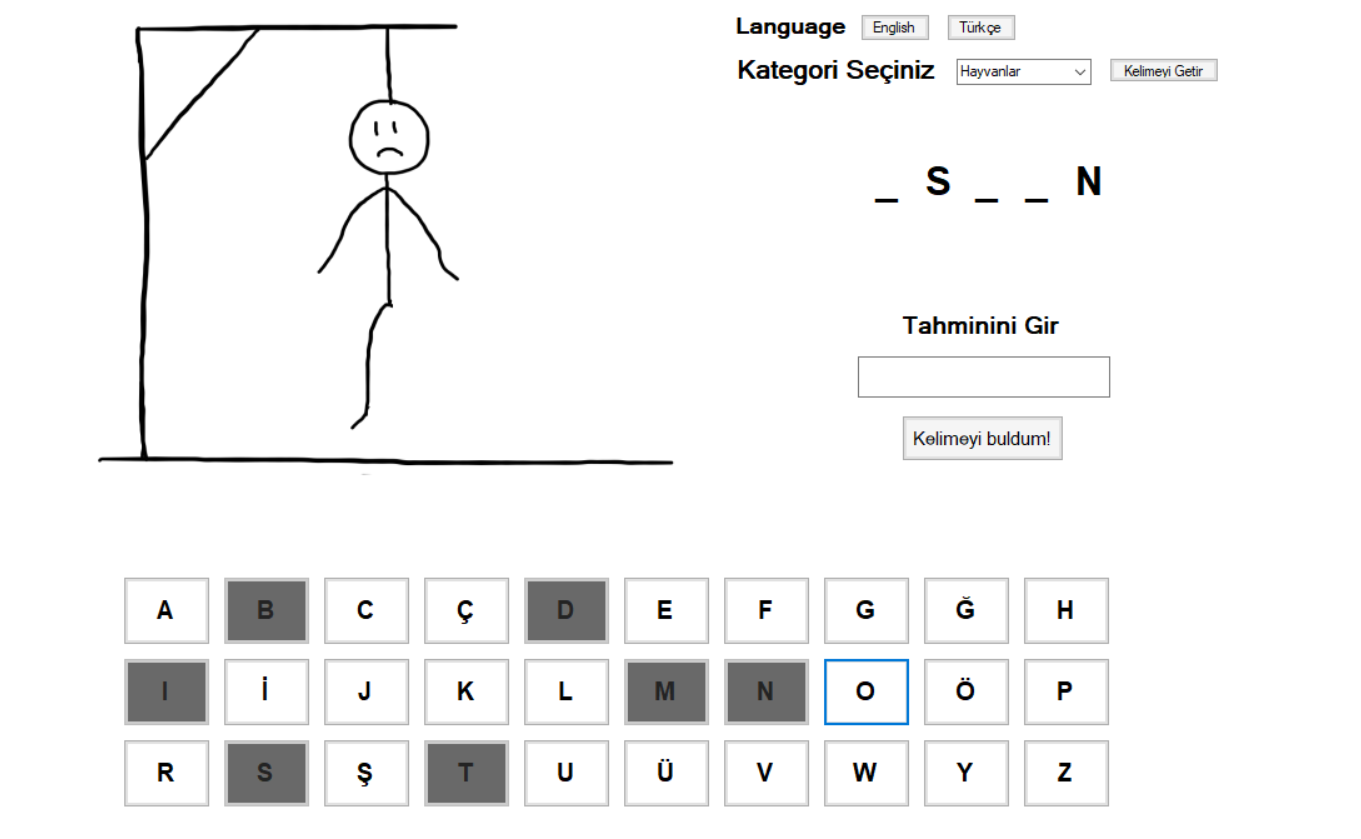 Language English Türkçe
Kategori Seçiniz Hayvanlar Kelimeyi Getir
_ S _ _ N
Tahminini Gir
Kelimeyi buldum!
A B C Ç D E F G Ğ H
I İ J K L M N O Ö P
R S Ş T U Ü V W Y Z